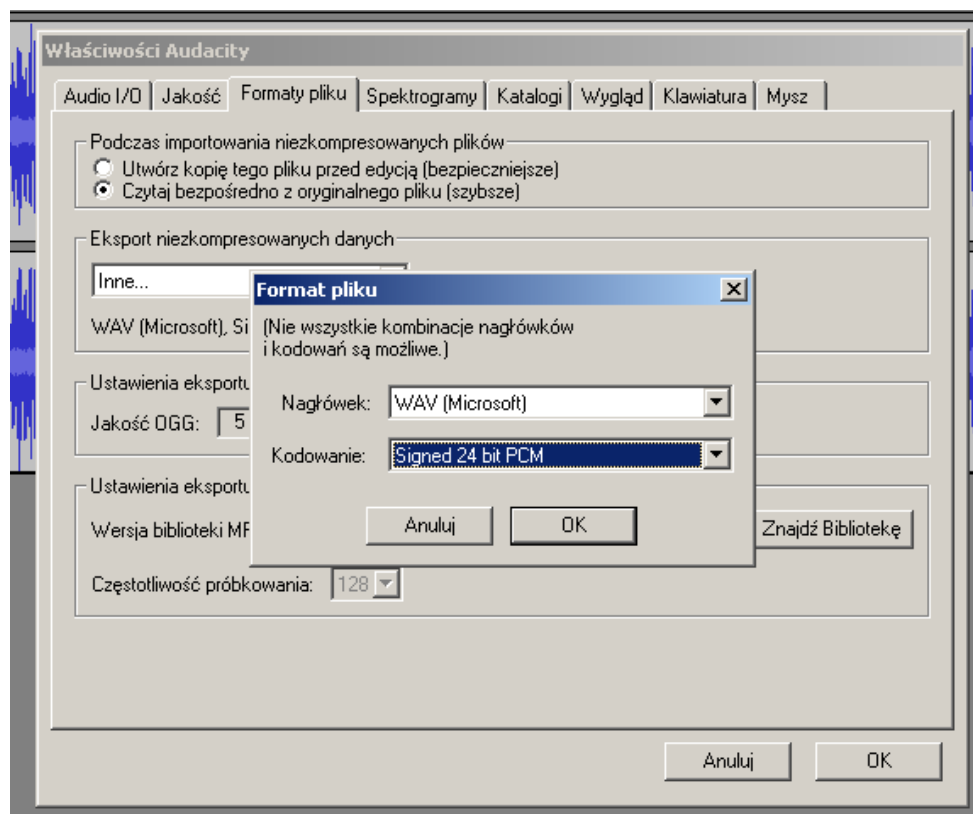 Właściwości Audacity
Audio I/O Jakość Formaty pliku Spektrogramy Katalogi Wygląd Klawiatura Mysz
Podczas importowania niezkompresowanych plików
Utwórz kopię tego pliku przed edycją (bezpieczniejsze)
Czytaj bezpośredno z oryginalnego pliku (szybsze)
Eksport niezkompresowanych danych
Inne...
WAV (Microsoft), Si
Format pliku
(Nie wszystkie kombinacje nagłówków
i kodowań są możliwe.)
Nagłówek: WAV (Microsoft)
Kodowanie: Signed 24 bit PCM
Anuluj OK
Ustawienia eksportu
Jakość OGG: 5
Ustawienia eksportu
Wersja biblioteki MP
Znajdź Bibliotekę
Częstotliwość próbkowania: 128
Anuluj OK